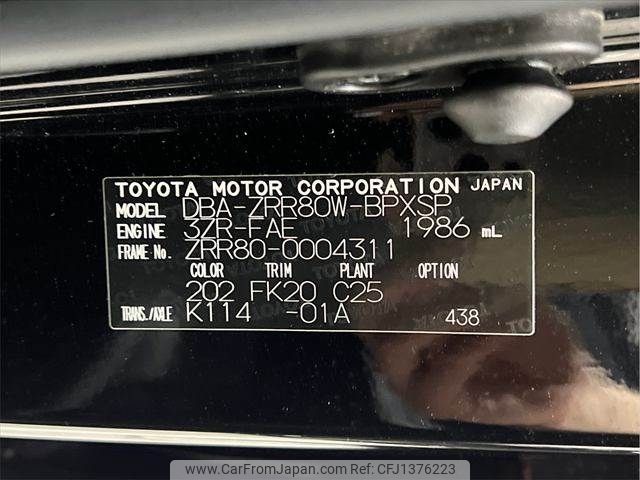 TOYOTA MOTOR CORPORATION JAPAN
MODEL DBA-ZRR80W-BPXSP
ENGINE 3ZR-FAE 1986 mL
FRAME No. ZRR80-0004311
COLOR TRIM PLANT OPTION
202 FK20 C25
TRANS./AXLE K114 -01A 438
www.CarFromJapan.com - CFJ1376223